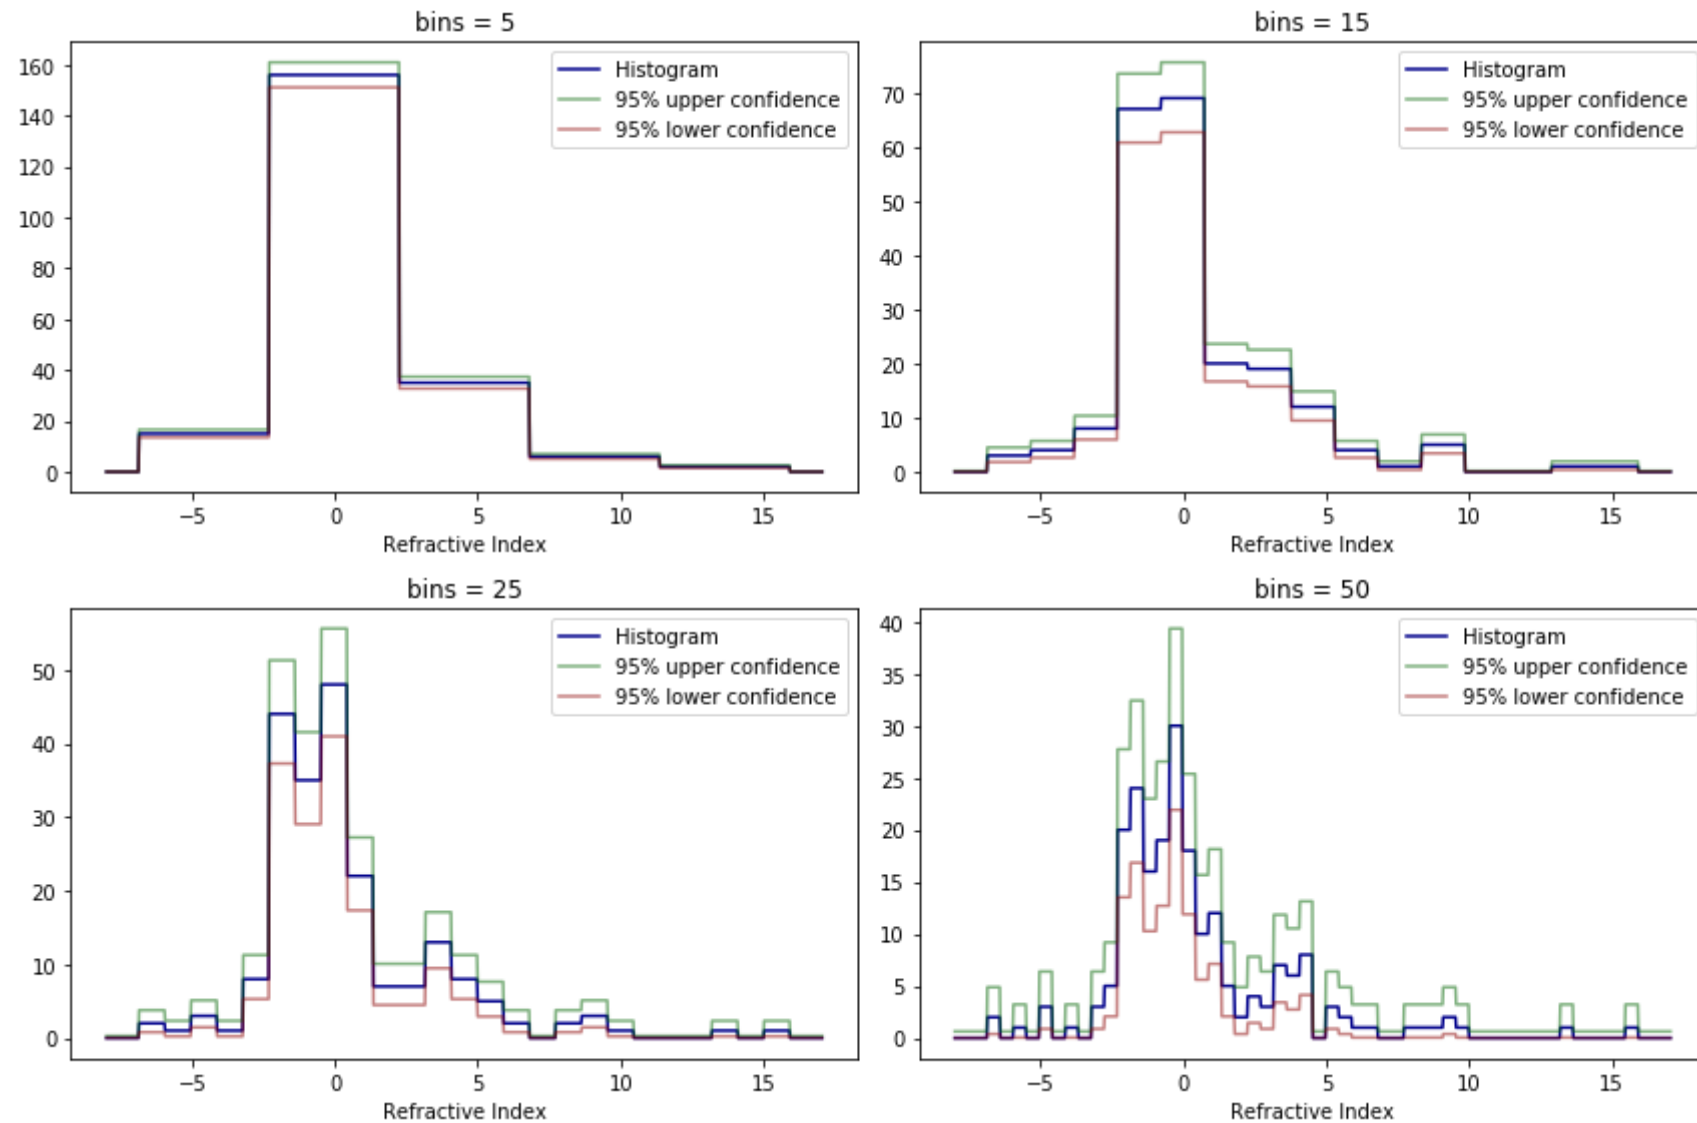 bins = 5
Histogram
95% upper confidence
95% lower confidence
160
140
120
100
80
60
40
20
0
−5 0 5 10 15
Refractive Index
bins = 15
Histogram
95% upper confidence
95% lower confidence
70
60
50
40
30
20
10
0
−5 0 5 10 15
Refractive Index
bins = 25
Histogram
95% upper confidence
95% lower confidence
50
40
30
20
10
0
−5 0 5 10 15
Refractive Index
bins = 50
Histogram
95% upper confidence
95% lower confidence
40
35
30
25
20
15
10
5
0
−5 0 5 10 15
Refractive Index